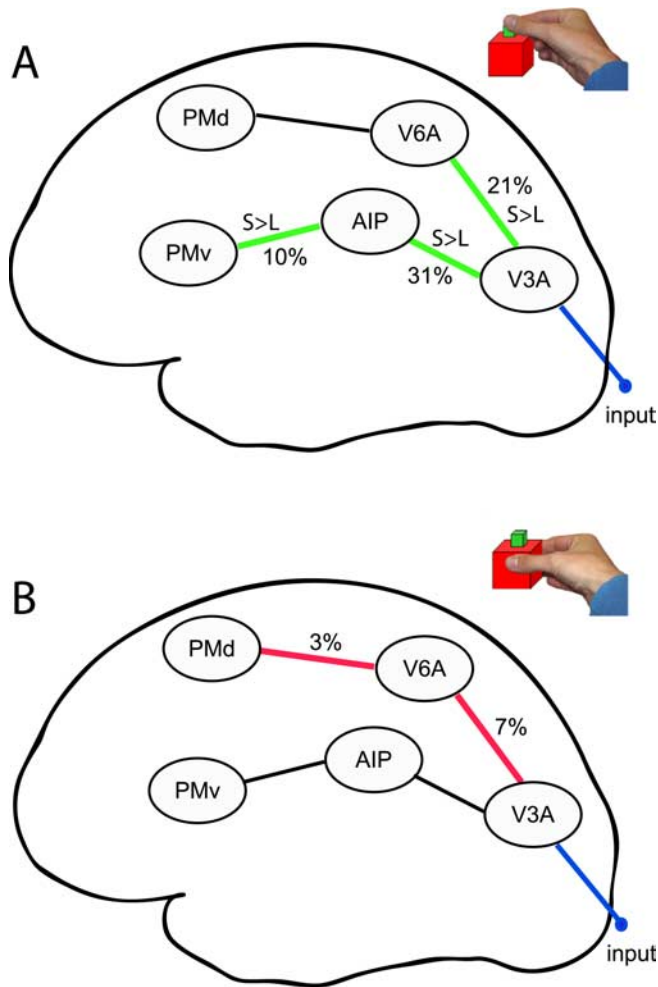 A
PMd
V6A
21%
S>L
S>L
AIP
S>L
PMv
10%
31%
V3A
input
B
PMd
3%
V6A
7%
AIP
PMv
V3A
input